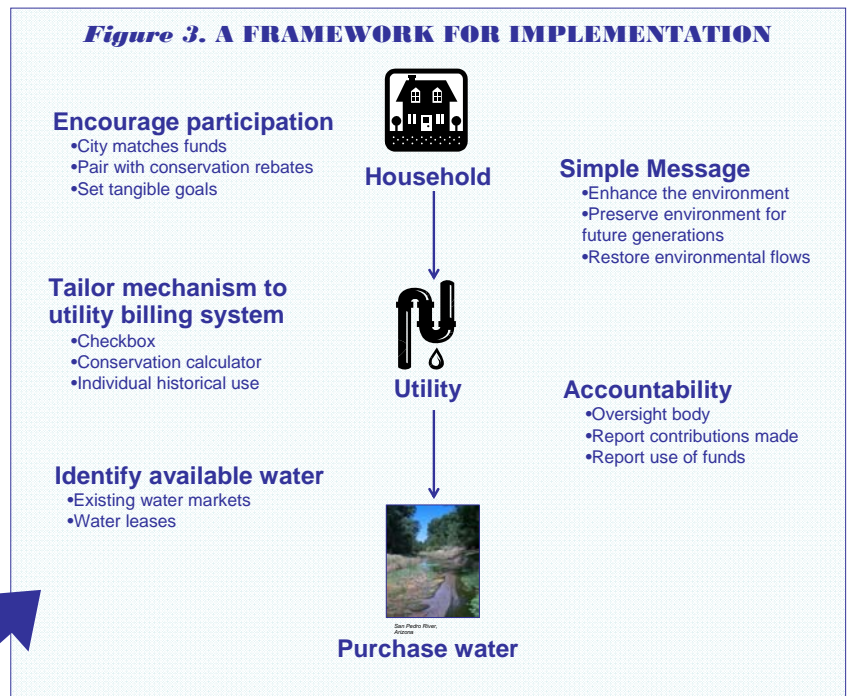 Figure 3. A FRAMEWORK FOR IMPLEMENTATION
Encourage participation
•City matches funds
•Pair with conservation rebates
•Set tangible goals
Household
Simple Message
•Enhance the environment
•Preserve environment for
future generations
•Restore environmental flows
Tailor mechanism to
utility billing system
•Checkbox
•Conservation calculator
•Individual historical use
Utility
Accountability
•Oversight body
•Report contributions made
•Report use of funds
Identify available water
•Existing water markets
•Water leases
San Pedro River,
Arizona
Purchase water